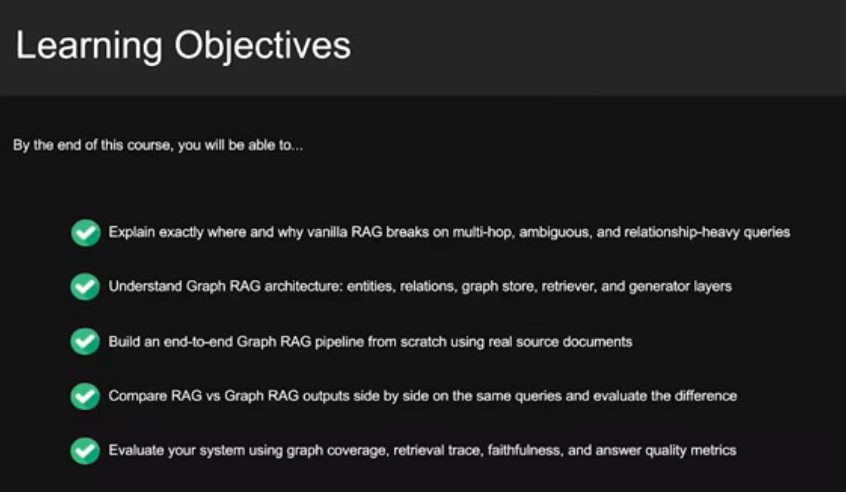 Learning Objectives
By the end of this course, you will be able to...
Explain exactly where and why vanilla RAG breaks on multi-hop, ambiguous, and relationship-heavy queries
Understand Graph RAG architecture: entities, relations, graph store, retriever, and generator layers
Build an end-to-end Graph RAG pipeline from scratch using real source documents
Compare RAG vs Graph RAG outputs side by side on the same queries and evaluate the difference
Evaluate your system using graph coverage, retrieval trace, faithfulness, and answer quality metrics